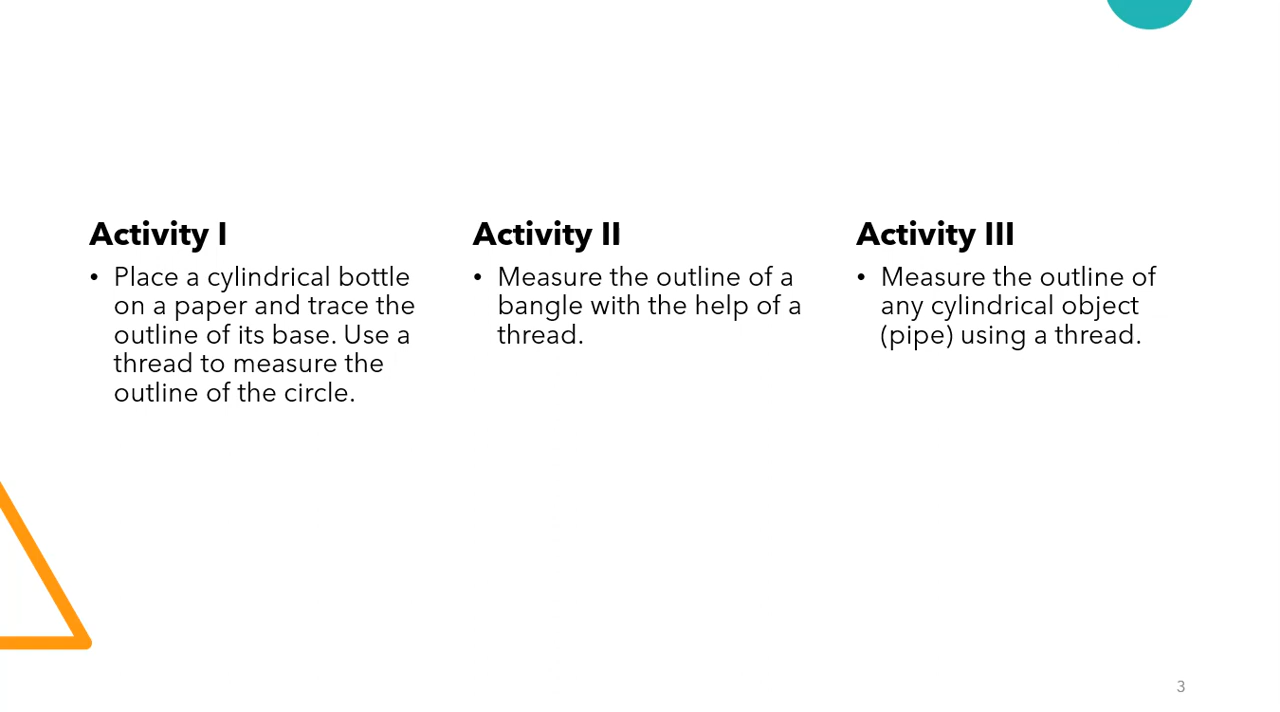 Activity I
• Place a cylindrical bottle
on a paper and trace the
outline of its base. Use a
thread to measure the
outline of the circle.
Activity II
• Measure the outline of a
bangle with the help of a
thread.
Activity III
• Measure the outline of
any cylindrical object
(pipe) using a thread.
3